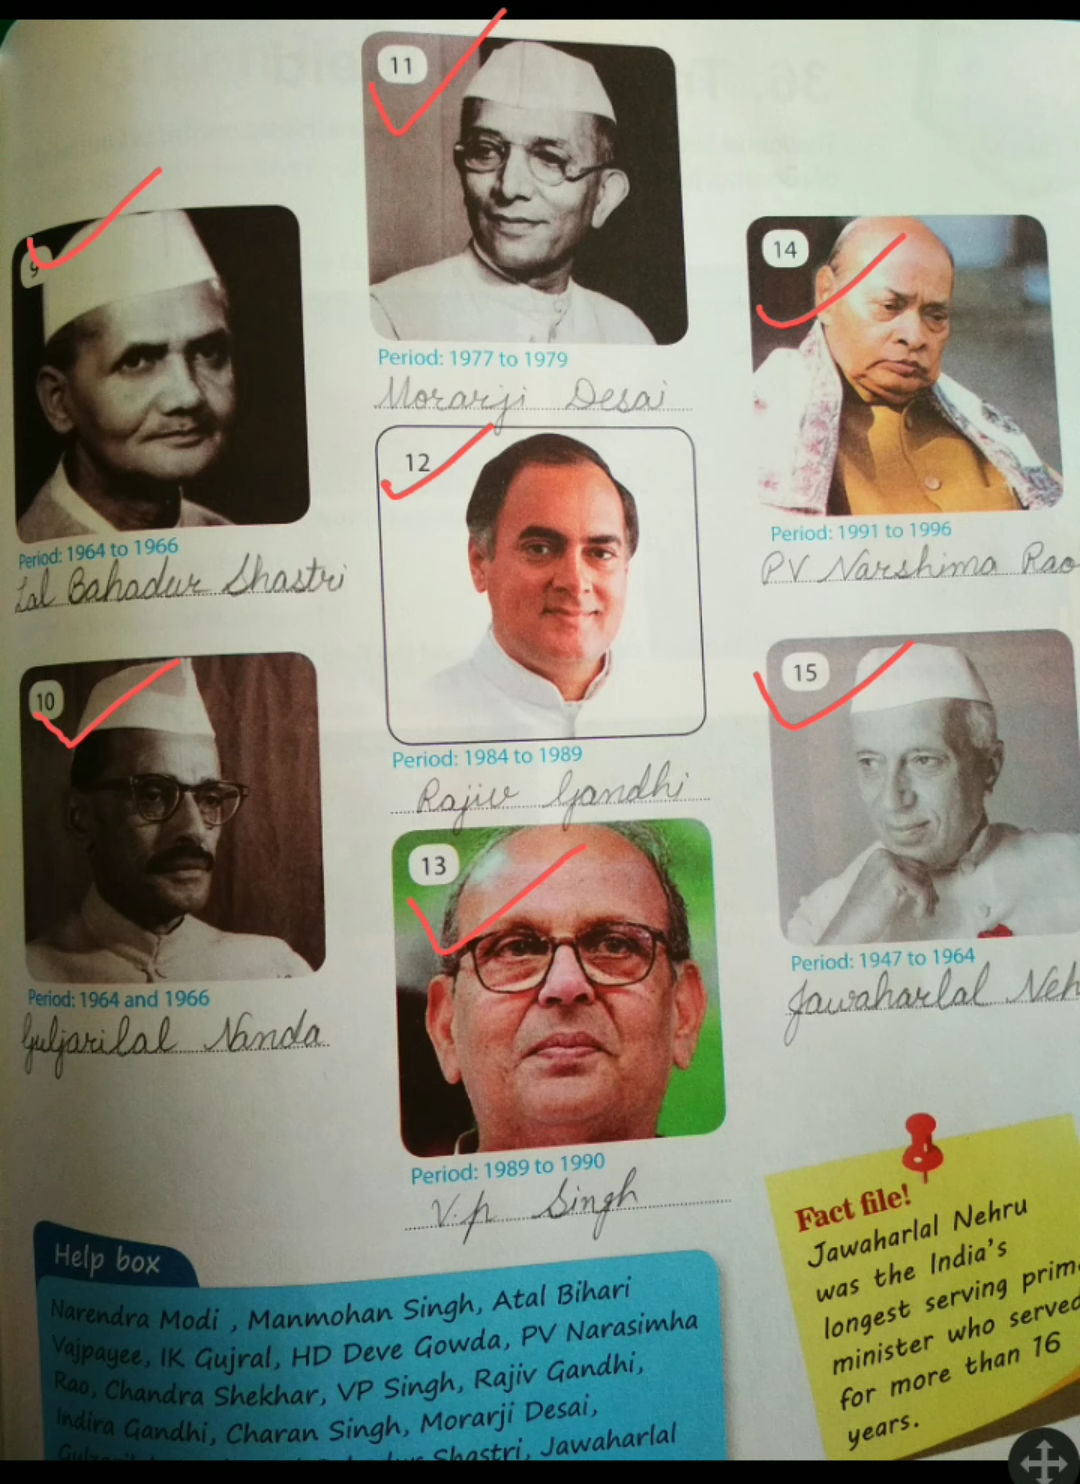 11
Period: 1977 to 1979
Morarji Desai
9
Period: 1964 to 1966
Lal Bahadur Shastri
14
Period: 1991 to 1996
PV Narshima Rao
12
Period: 1984 to 1989
Rajiv Gandhi
10
Period: 1964 and 1966
Guljarilal Nanda
15
Period: 1947 to 1964
Jawaharlal Neh
13
Period: 1989 to 1990
V.p Singh
Help box
Narendra Modi , Manmohan Singh, Atal Bihari
Vajpayee, IK Gujral, HD Deve Gowda, PV Narasimha
Rao, Chandra Shekhar, VP Singh, Rajiv Gandhi,
Indira Gandhi, Charan Singh, Morarji Desai,
Shastri, Jawaharlal
Fact file!
Jawaharlal Nehru
was the India's
longest serving prim
minister who served
for more than 16
years.